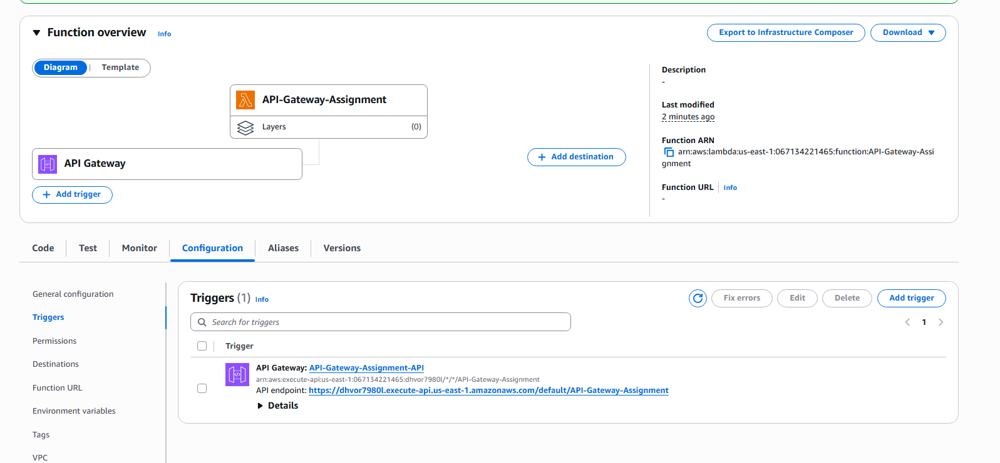 Function overview Info
Export to Infrastructure Composer
Download
Diagram
Template
API-Gateway-Assignment
Layers
(0)
API Gateway
+ Add trigger
+ Add destination
Description
-
Last modified
2 minutes ago
Function ARN
arn:aws:lambda:us-east-1:067134221465:function:API-Gateway-Assi
gnment
Function URL Info
-
Code
Test
Monitor
Configuration
Aliases
Versions
General configuration
Triggers
Permissions
Destinations
Function URL
Environment variables
Tags
VPC
Triggers (1) Info
Fix errors
Edit
Delete
Add trigger
Search for triggers
1
Trigger
API Gateway: API-Gateway-Assignment-API
arn:aws:execute-api:us-east-1:067134221465:dhvor7980l/*/*/API-Gateway-Assignment
API endpoint: https://dhvor7980l.execute-api.us-east-1.amazonaws.com/default/API-Gateway-Assignment
Details